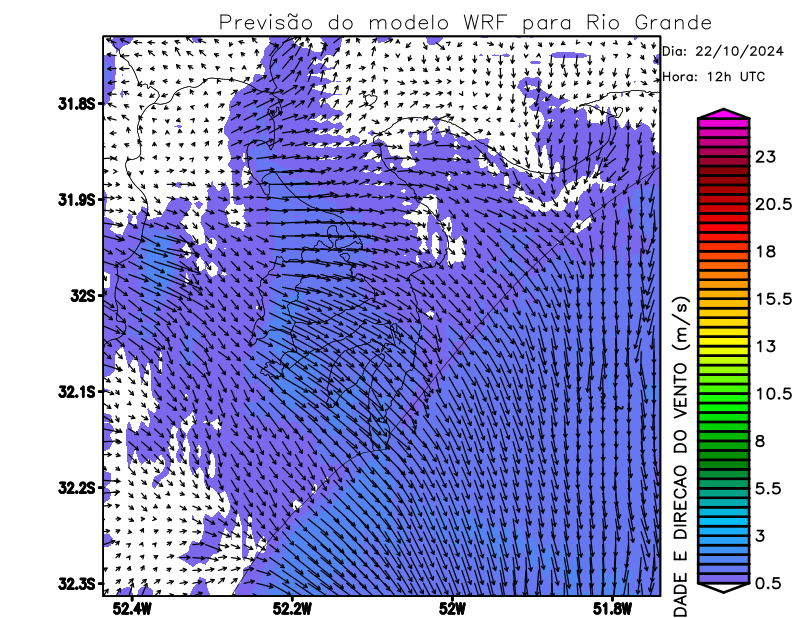 Previsão do modelo WRF para Rio Grande
Dia: 22/10/2024
Hora: 12h UTC
31.8S
31.9S
32S
32.1S
32.2S
32.3S
52.4W
52.2W
52W
51.8W
DADE E DIRECAO DO VENTO (m/s)
23
20.5
18
15.5
13
10.5
8
5.5
3
0.5